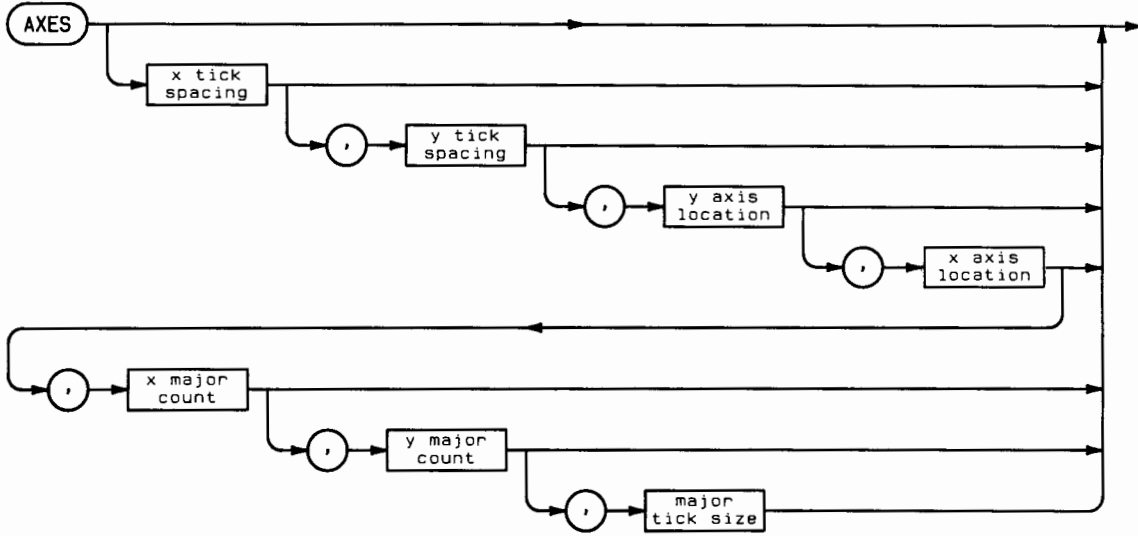 AXES
x tick
spacing
,
y tick
spacing
,
y axis
location
,
x axis
location
,
x major
count
,
y major
count
,
major
tick size